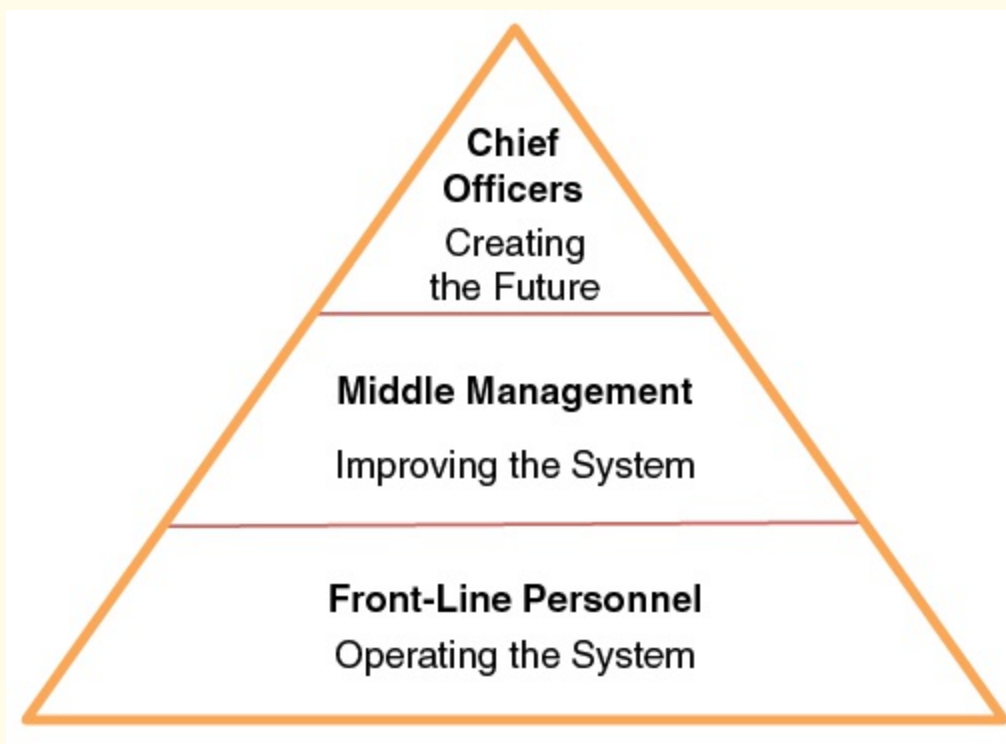 Chief
Officers
Creating
the Future
Middle Management
Improving the System
Front-Line Personnel
Operating the System